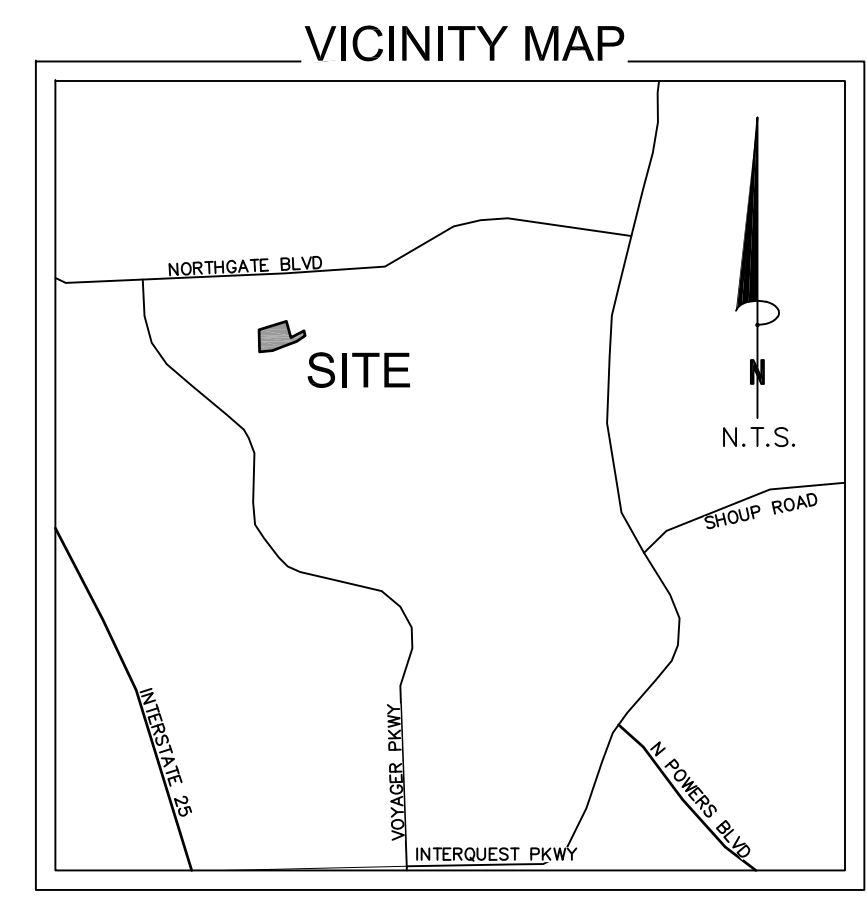 VICINITY MAP
NORTHGATE BLVD
SITE
N
N.T.S.
SHOUP ROAD
INTERSTATE 25
VOYAGER PKWY
N POWERS BLVD
INTERQUEST PKWY